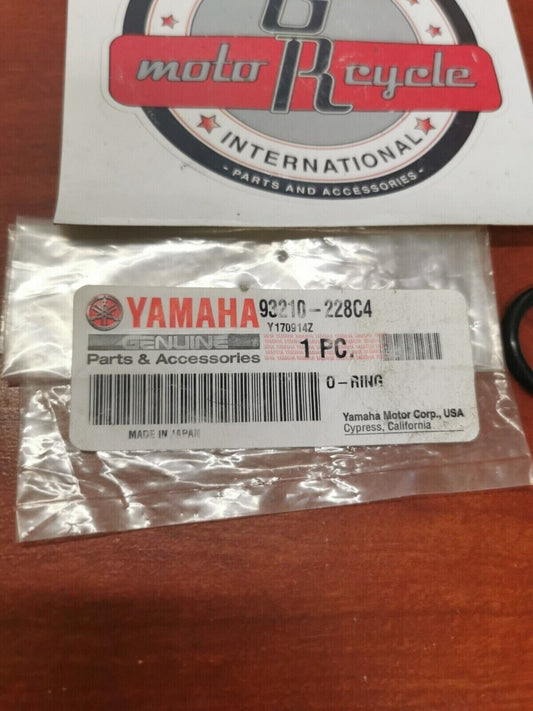 moto R cycle
INTERNATIONAL
- PARTS AND ACCESSORIES -
YAMAHA 93210-228C4
Y170914Z
GENUINE
Parts & Accessories
1 PC.
O-RING
MADE IN JAPAN
Yamaha Motor Corp., USA
Cypress, California